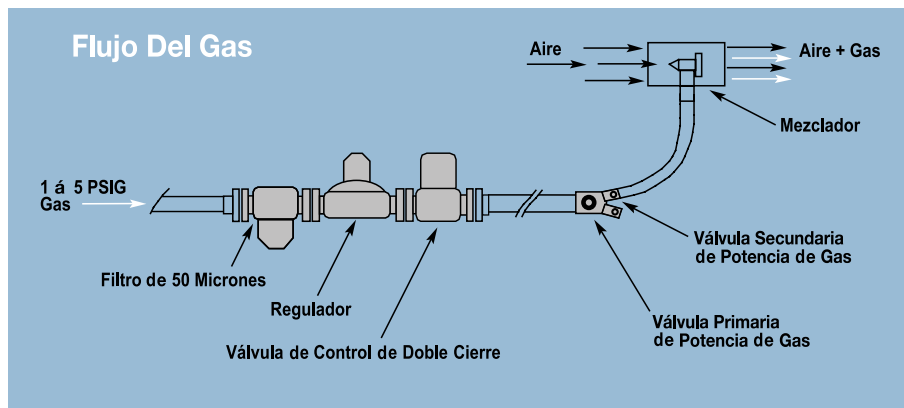 Flujo Del Gas
Aire
Aire + Gas
Mezclador
1 á 5 PSIG
Gas
Filtro de 50 Micrones
Regulador
Válvula de Control de Doble Cierre
Válvula Secundaria
de Potencia de Gas
Válvula Primaria
de Potencia de Gas